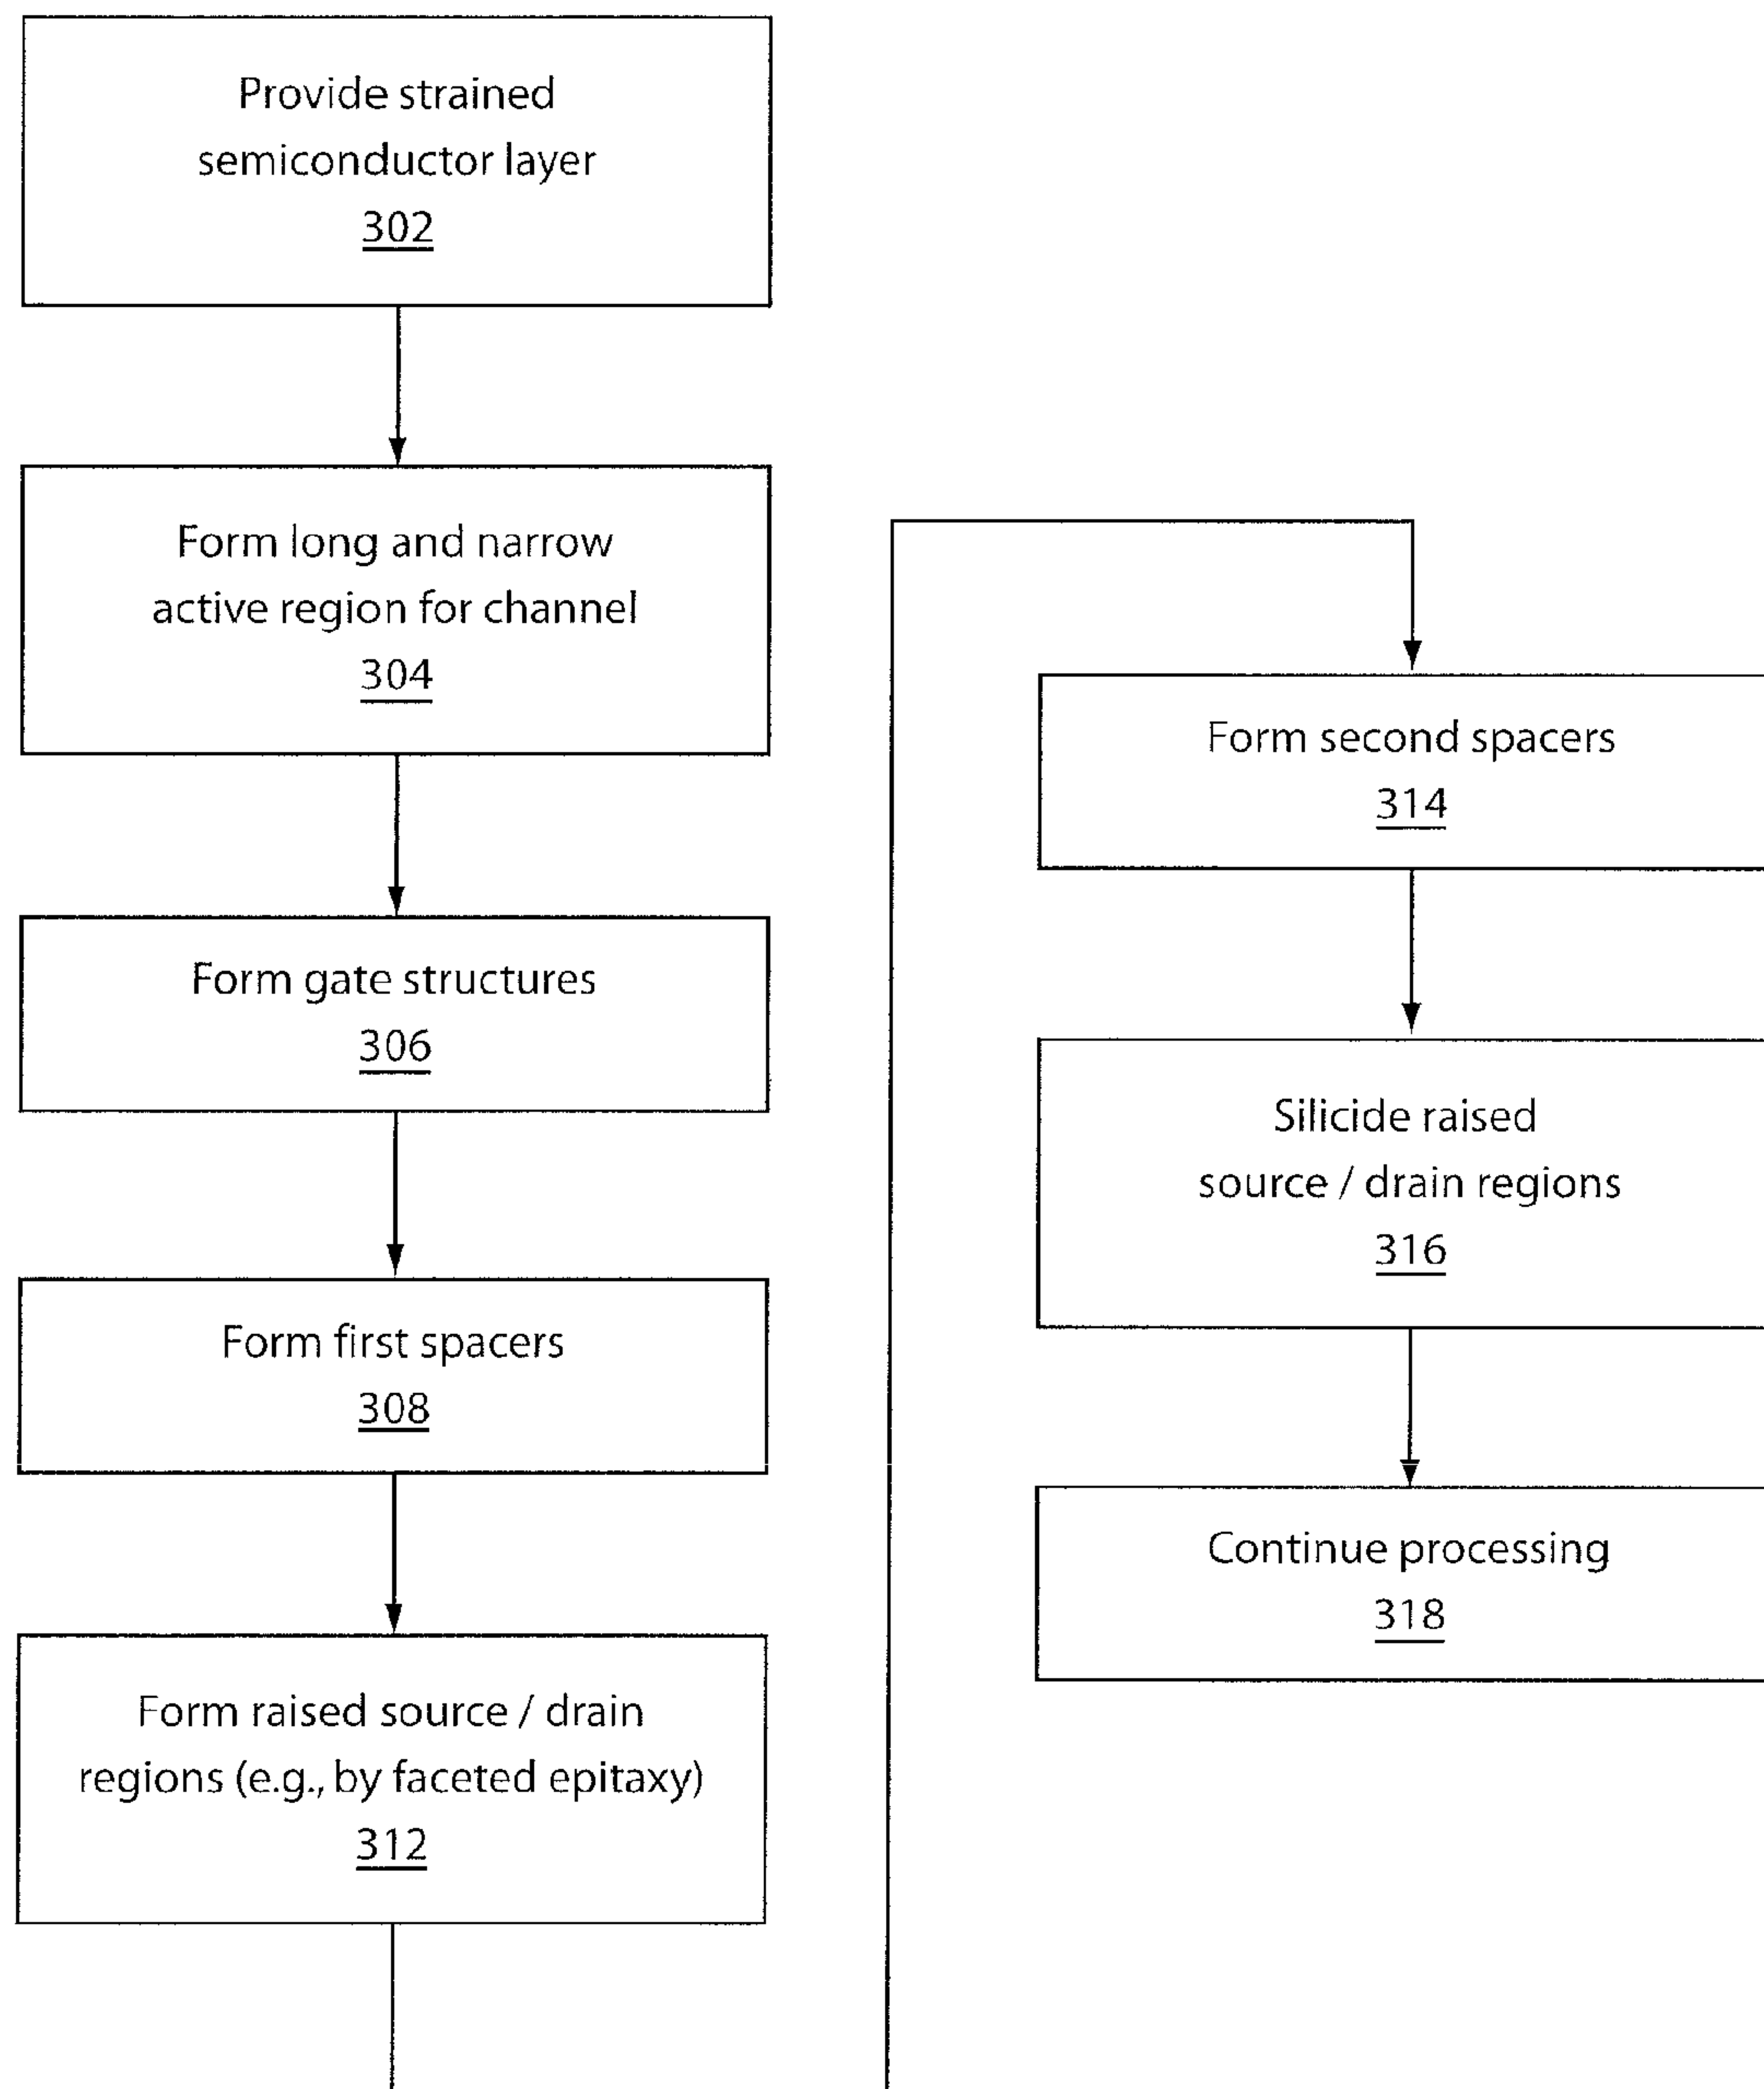 Provide strained
semiconductor layer
302
Form long and narrow
active region for channel
304
Form gate structures
306
Form first spacers
308
Form raised source / drain
regions (e.g., by faceted epitaxy)
312
Form second spacers
314
Silicide raised
source / drain regions
316
Continue processing
318